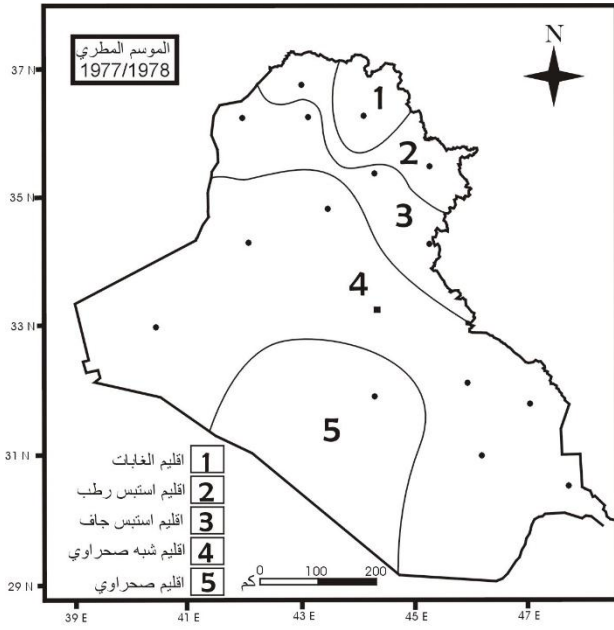 الموسم المطري
1977/1978
N
37 N
35 N
33 N
31 N
29 N
1
2
3
4
5
1 اقليم الغابات
2 اقليم استبس رطب
3 اقليم استبس جاف
4 اقليم شبه صحراوي
5 اقليم صحراوي
0 100 200 كم
39 E 41 E 43 E 45 E 47 E